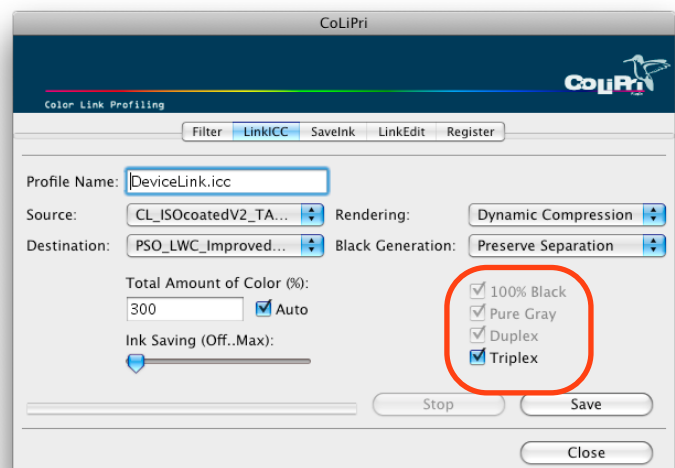 CoLiPri
CoLiPri
Color Link Profiling
Filter LinkICC SaveInk LinkEdit Register
Profile Name: DeviceLink.icc
Source: CL_ISOcoatedV2_TA... Rendering: Dynamic Compression
Destination: PSO_LWC_Improved... Black Generation: Preserve Separation
Total Amount of Color (%):
300 Auto
Ink Saving (Off..Max):
100% Black
Pure Gray
Duplex
Triplex
Stop Save
Close